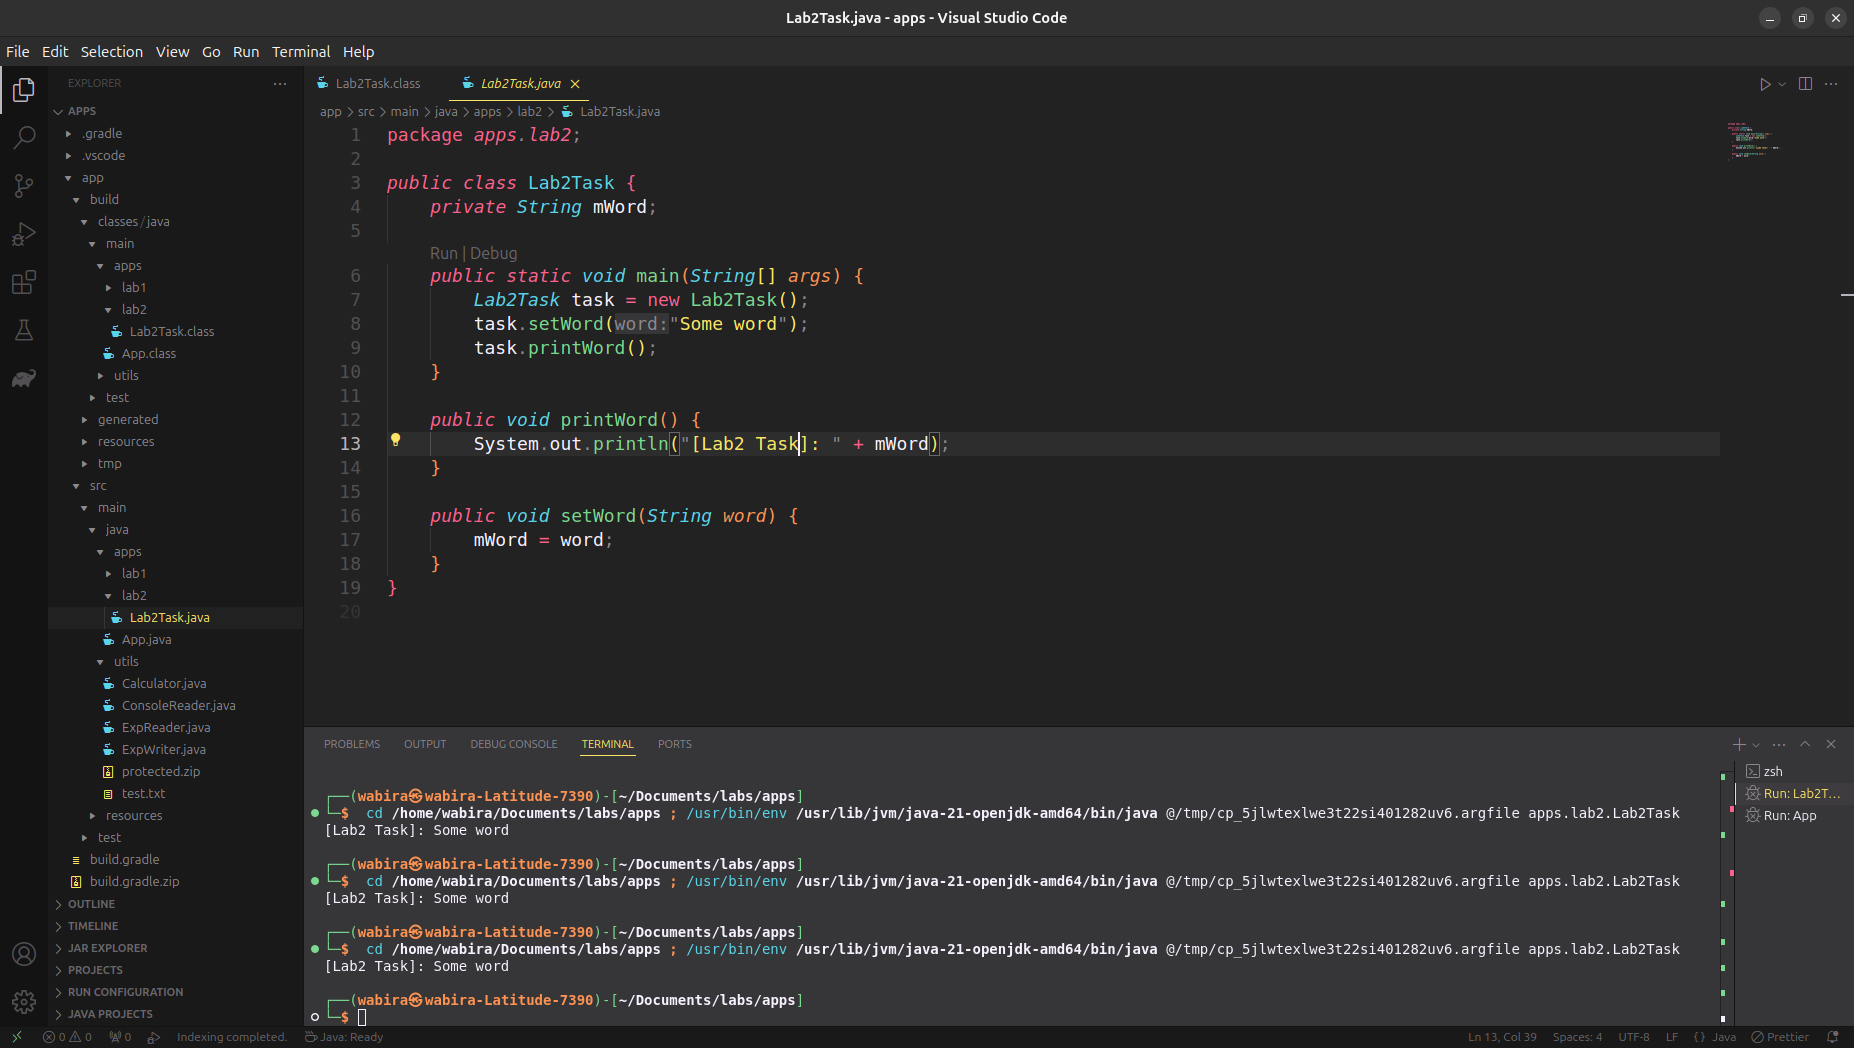 Lab2Task.java - apps - Visual Studio Code
File Edit Selection View Go Run Terminal Help
EXPLORER
APPS
.gradle
.vscode
app
build
classes/java
main
apps
lab1
lab2
Lab2Task.class
App.class
utils
test
generated
resources
tmp
src
main
java
apps
lab1
lab2
Lab2Task.java
App.java
utils
Calculator.java
ConsoleReader.java
ExpReader.java
ExpWriter.java
protected.zip
test.txt
resources
test
build.gradle
build.gradle.zip
OUTLINE
TIMELINE
JAR EXPLORER
PROJECTS
RUN CONFIGURATION
JAVA PROJECTS
Lab2Task.class Lab2Task.java
app > src > main > java > apps > lab2 > Lab2Task.java
1 package apps.lab2;
2
3 public class Lab2Task {
4 private String mWord;
5
Run | Debug
6 public static void main(String[] args) {
7 Lab2Task task = new Lab2Task();
8 task.setWord(word:"Some word");
9 task.printWord();
10 }
11
12 public void printWord() {
13 System.out.println("[Lab2 Task]: " + mWord);
14 }
15
16 public void setWord(String word) {
17 mWord = word;
18 }
19 }
20
PROBLEMS OUTPUT DEBUG CONSOLE TERMINAL PORTS
(wabira㉿wabira-Latitude-7390)-[~/Documents/labs/apps]
$ cd /home/wabira/Documents/labs/apps ; /usr/bin/env /usr/lib/jvm/java-21-openjdk-amd64/bin/java @/tmp/cp_5jlwtexlwe3t22si401282uv6.argfile apps.lab2.Lab2Task
[Lab2 Task]: Some word
(wabira㉿wabira-Latitude-7390)-[~/Documents/labs/apps]
$ cd /home/wabira/Documents/labs/apps ; /usr/bin/env /usr/lib/jvm/java-21-openjdk-amd64/bin/java @/tmp/cp_5jlwtexlwe3t22si401282uv6.argfile apps.lab2.Lab2Task
[Lab2 Task]: Some word
(wabira㉿wabira-Latitude-7390)-[~/Documents/labs/apps]
$ cd /home/wabira/Documents/labs/apps ; /usr/bin/env /usr/lib/jvm/java-21-openjdk-amd64/bin/java @/tmp/cp_5jlwtexlwe3t22si401282uv6.argfile apps.lab2.Lab2Task
[Lab2 Task]: Some word
(wabira㉿wabira-Latitude-7390)-[~/Documents/labs/apps]
$
zsh
Run: Lab2T...
Run: App
0 0 0 Indexing completed. Java: Ready Ln 13, Col 39 Spaces: 4 UTF-8 LF {} Java Prettier